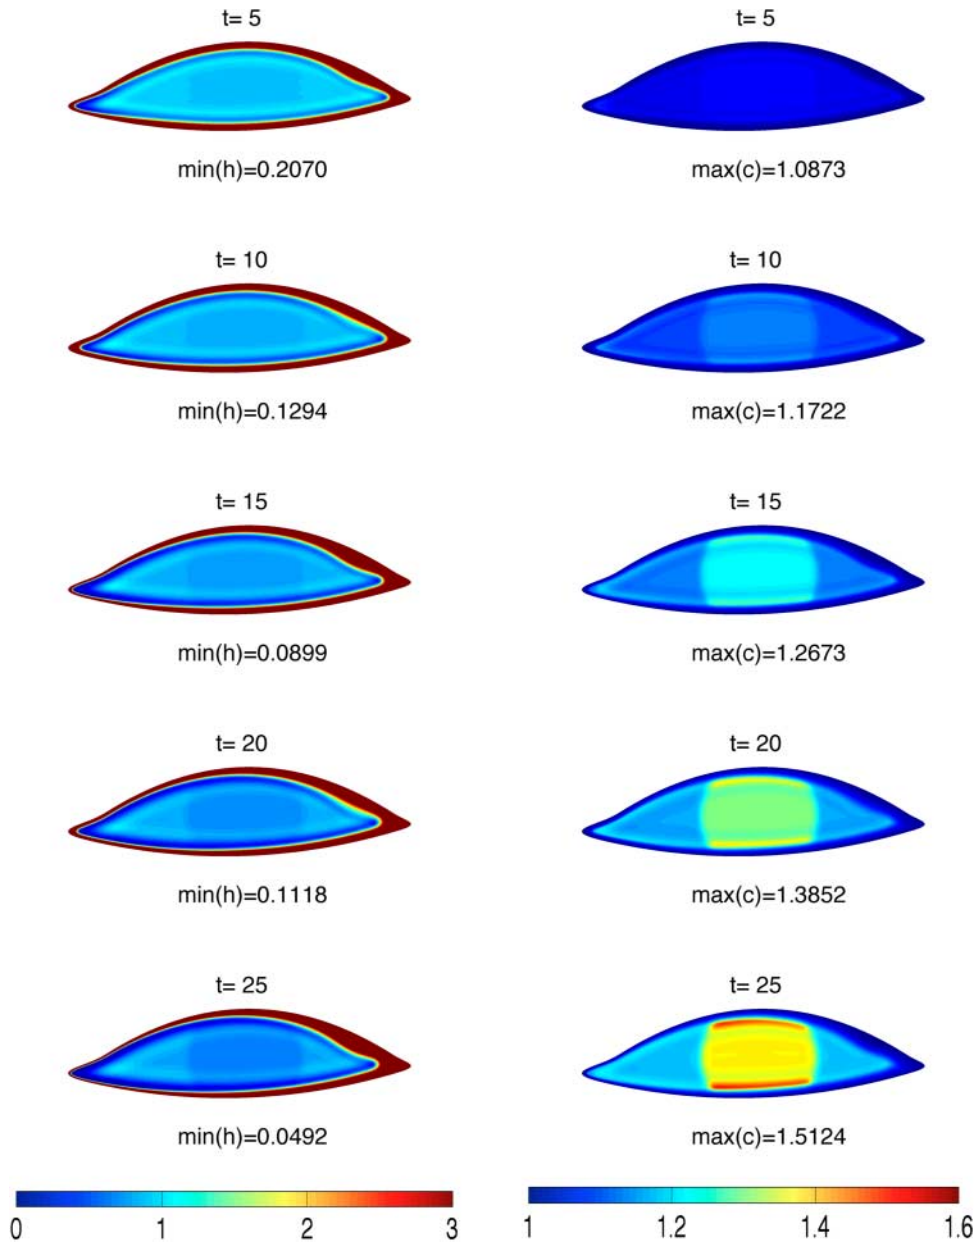 t= 5 t= 5
min(h)=0.2070 max(c)=1.0873
t= 10 t= 10
min(h)=0.1294 max(c)=1.1722
t= 15 t= 15
min(h)=0.0899 max(c)=1.2673
t= 20 t= 20
min(h)=0.1118 max(c)=1.3852
t= 25 t= 25
min(h)=0.0492 max(c)=1.5124
0 1 2 3 1 1.2 1.4 1.6